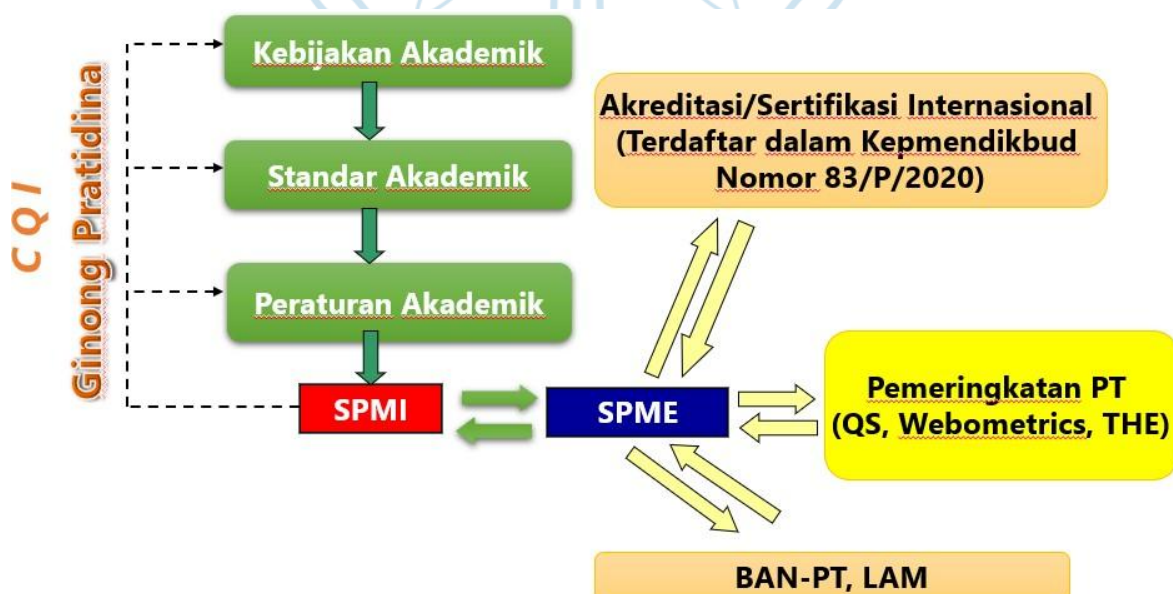 CQI
Ginong Pratidina
Kebijakan Akademik
Standar Akademik
Peraturan Akademik
SPMI
SPME
Akreditasi/Sertifikasi Internasional
(Terdaftar dalam Kepmendikbud
Nomor 83/P/2020)
Pemeringkatan PT
(QS, Webometrics, THE)
BAN-PT, LAM